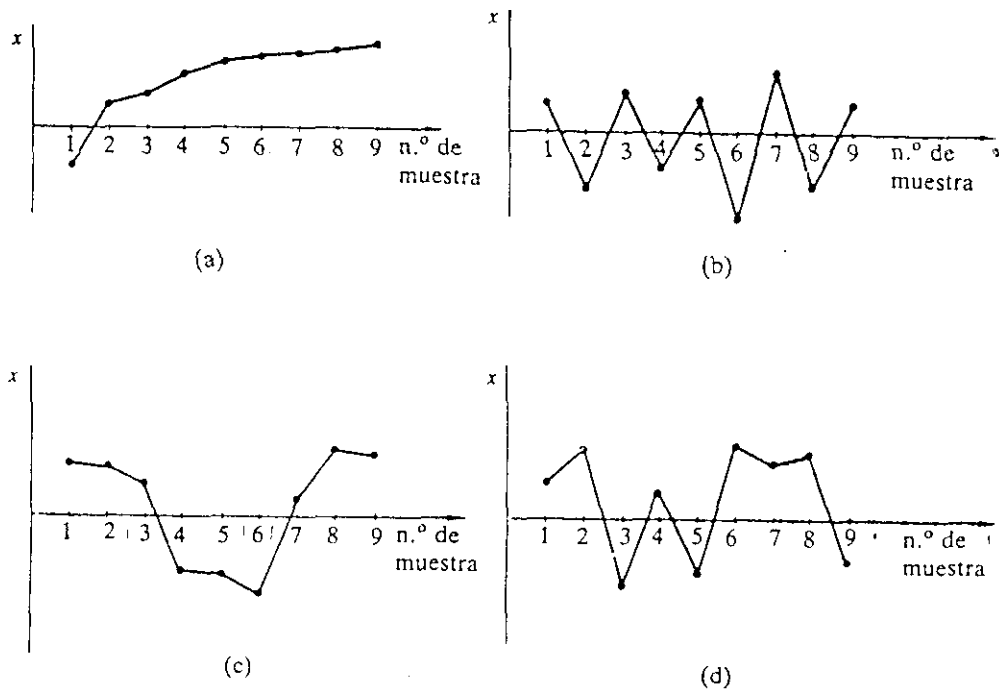 x
1 2 3 4 5 6 7 8 9 n.º de
muestra
(a)
x
1 2 3 4 5 6 7 8 9 n.º de
muestra
(b)
x
1 2 3 4 5 6 7 8 9 n.º de
muestra
(c)
x
1 2 3 4 5 6 7 8 9 n.º de
muestra
(d)